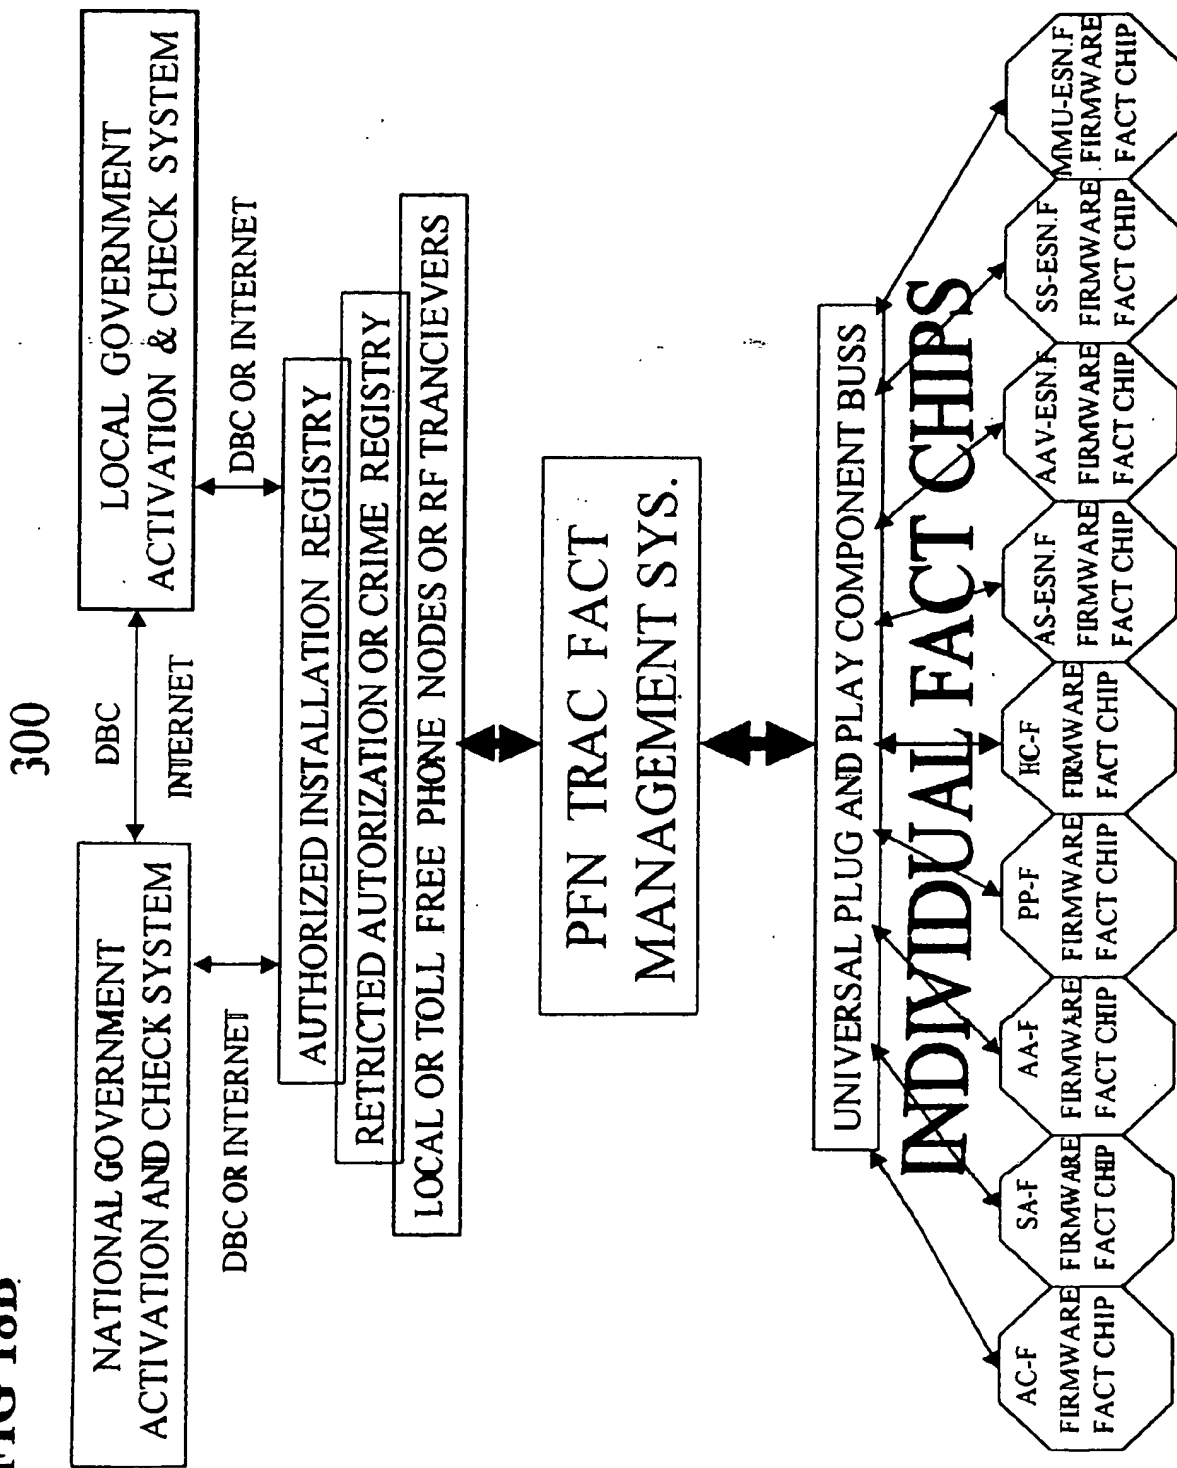 FIG 18B
300
NATIONAL GOVERNMENT
ACTIVATION AND CHECK SYSTEM
DBC
INTERNET
LOCAL GOVERNMENT
ACTIVATION & CHECK SYSTEM
DBC OR INTERNET
DBC OR INTERNET
AUTHORIZED INSTALLATION REGISTRY
RETRICTED AUTORIZATION OR CRIME REGISTRY
LOCAL OR TOLL FREE PHONE NODES OR RF TRANCIEVERS
PFN TRAC FACT
MANAGEMENT SYS.
UNIVERSAL PLUG AND PLAY COMPONENT BUSS
INDIVIDUAL FACT CHIPS
AC-F
FIRMWARE
FACT CHIP
SA-F
FIRMWARE
FACT CHIP
AA-F
FIRMWARE
FACT CHIP
PP-F
FIRMWARE
FACT CHIP
HC-F
FIRMWARE
FACT CHIP
AS-ESN.F
FIRMWARE
FACT CHIP
AAV-ESN.F
FIRMWARE
FACT CHIP
SS-ESN.F
FIRMWARE
FACT CHIP
MMU-ESN.F
FIRMWARE
FACT CHIP